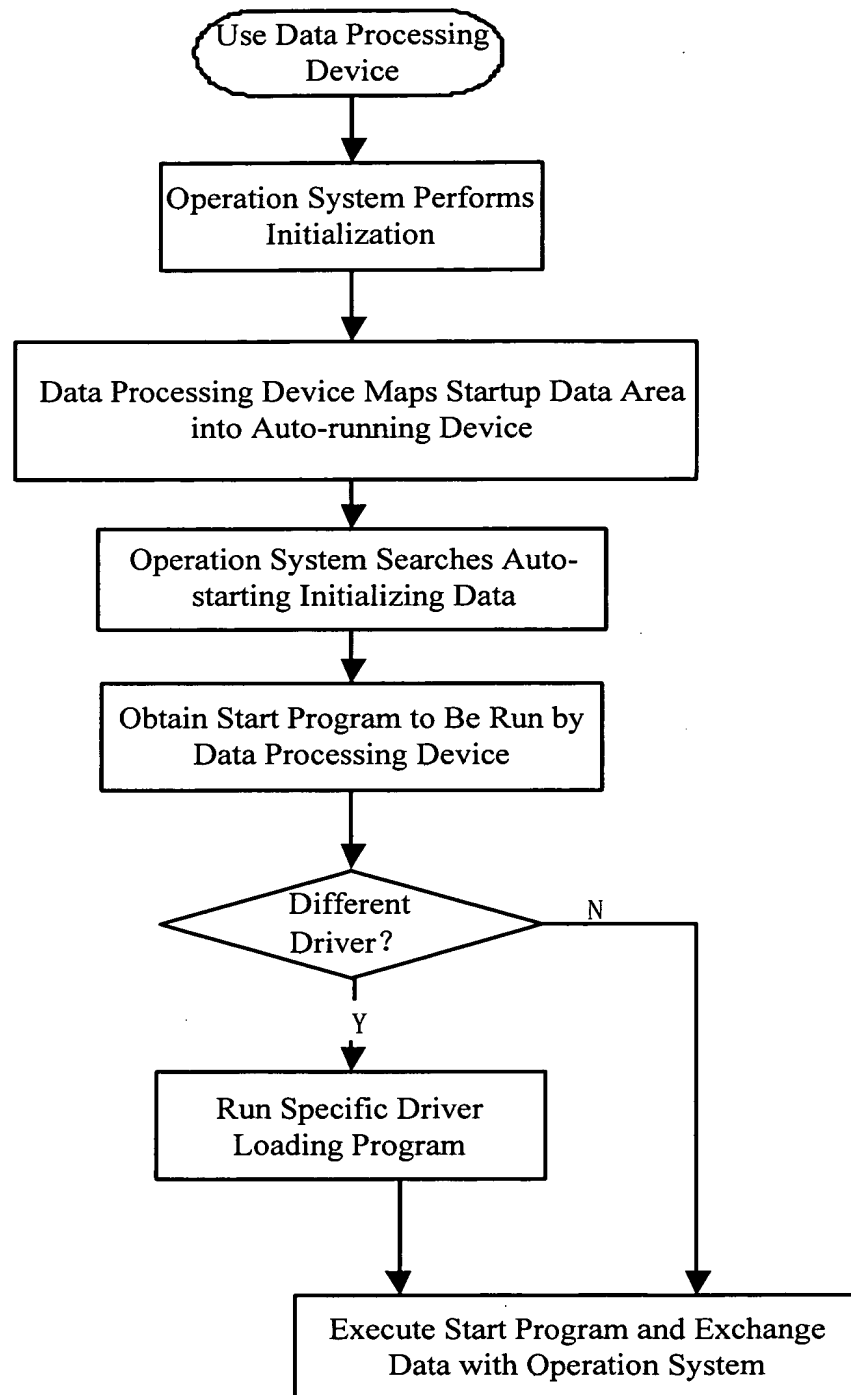 Use Data Processing
Device
Operation System Performs
Initialization
Data Processing Device Maps Startup Data Area
into Auto-running Device
Operation System Searches Auto-
starting Initializing Data
Obtain Start Program to Be Run by
Data Processing Device
Different
Driver?
N
Y
Run Specific Driver
Loading Program
Execute Start Program and Exchange
Data with Operation System